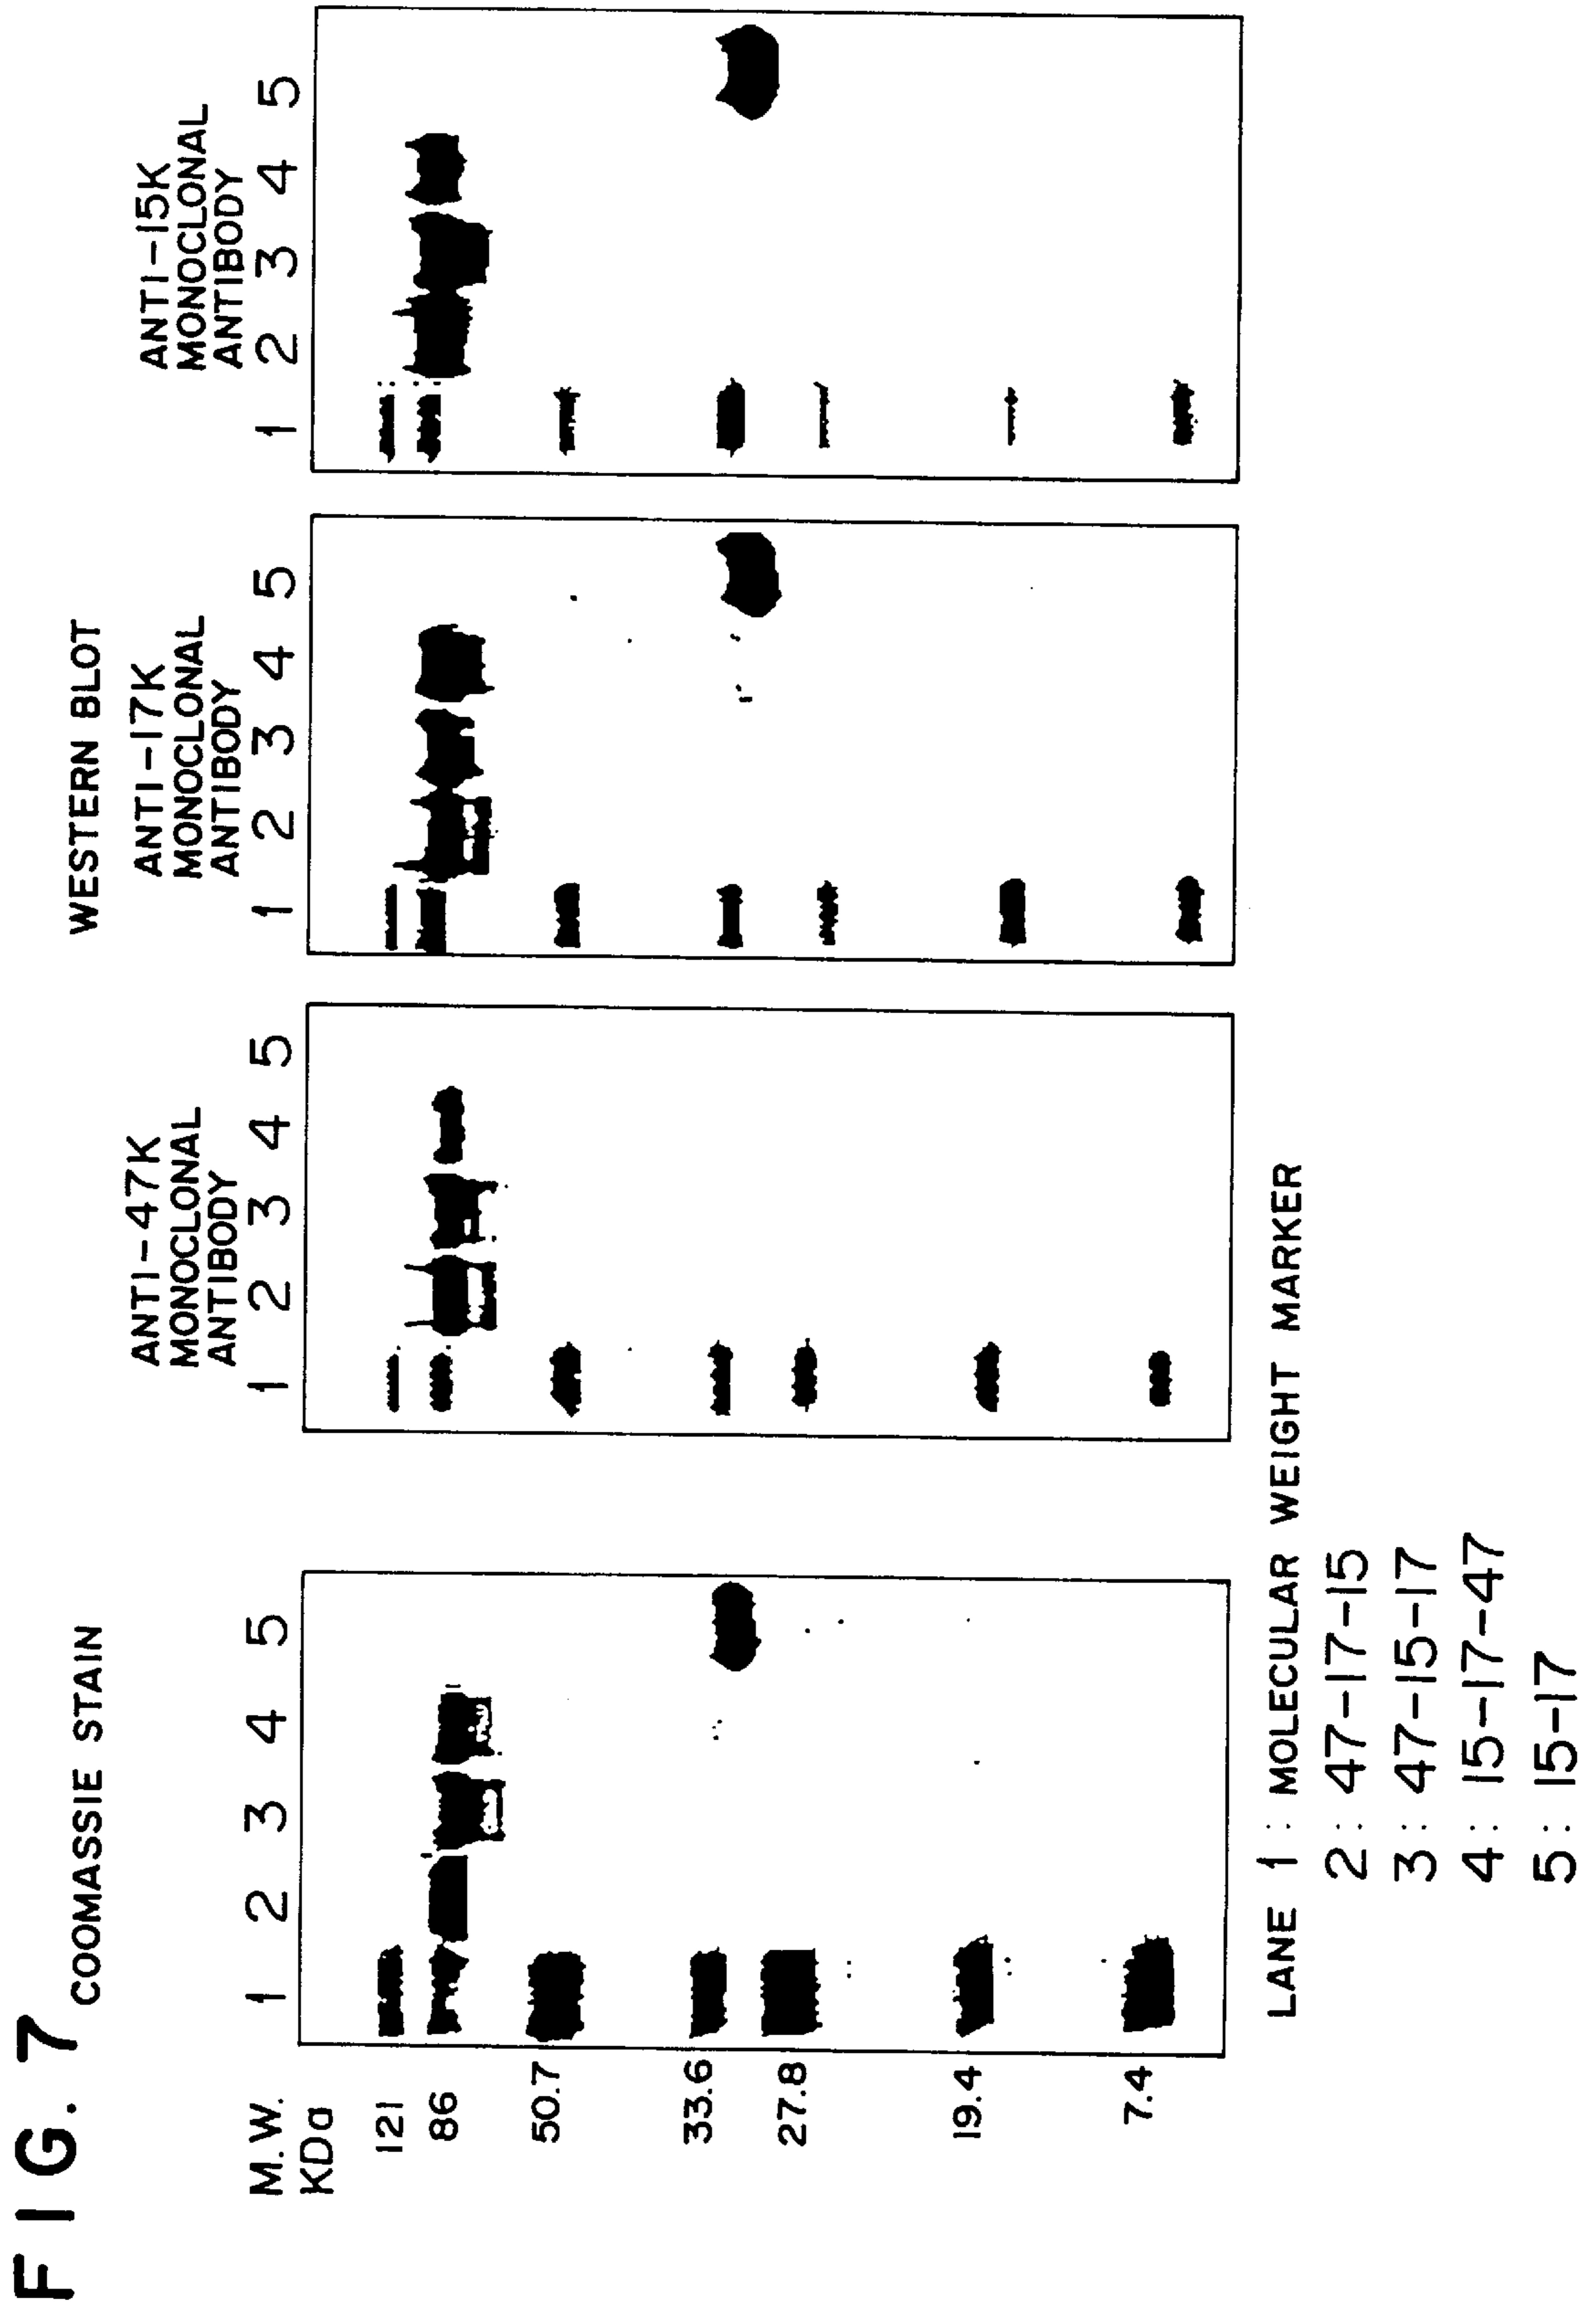 FIG. 7
COOMASSIE STAIN
WESTERN BLOT
ANTI-47K
MONOCLONAL
ANTIBODY
ANTI-17K
MONOCLONAL
ANTIBODY
ANTI-15K
MONOCLONAL
ANTIBODY
M.W.
KDa
1 2 3 4 5
1 2 3 4 5
1 2 3 4 5
1 2 3 4 5
121
86
50.7
33.6
27.8
19.4
7.4
LANE 1: MOLECULAR WEIGHT MARKER
2: 47-17-15
3: 47-15-17
4: 15-17-47
5: 15-17